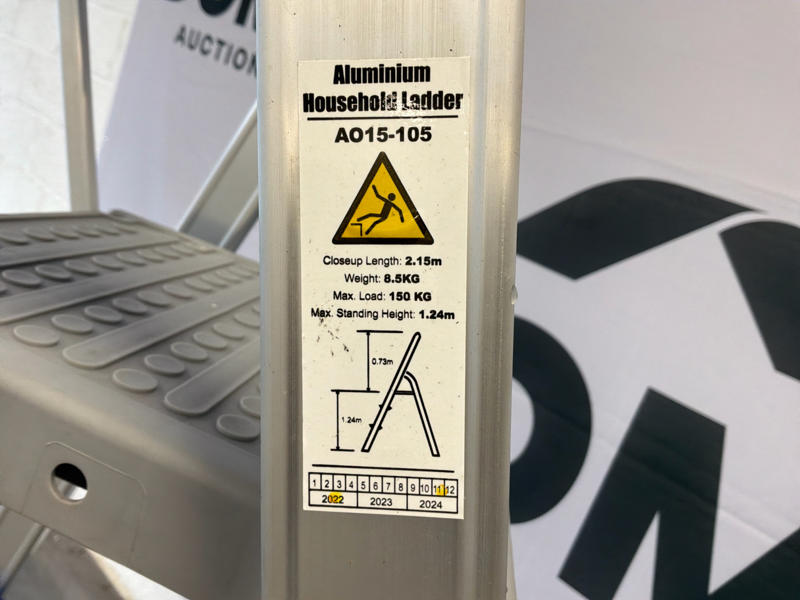 AUCTION
Aluminium
Household Ladder
AO15-105
Closeup Length: 2.15m
Weight: 8.5KG
Max. Load: 150 KG
Max. Standing Height: 1.24m
0.73m
1.24m
1 2 3 4 5 6 7 8 9 10 11 12
2022 2023 2024